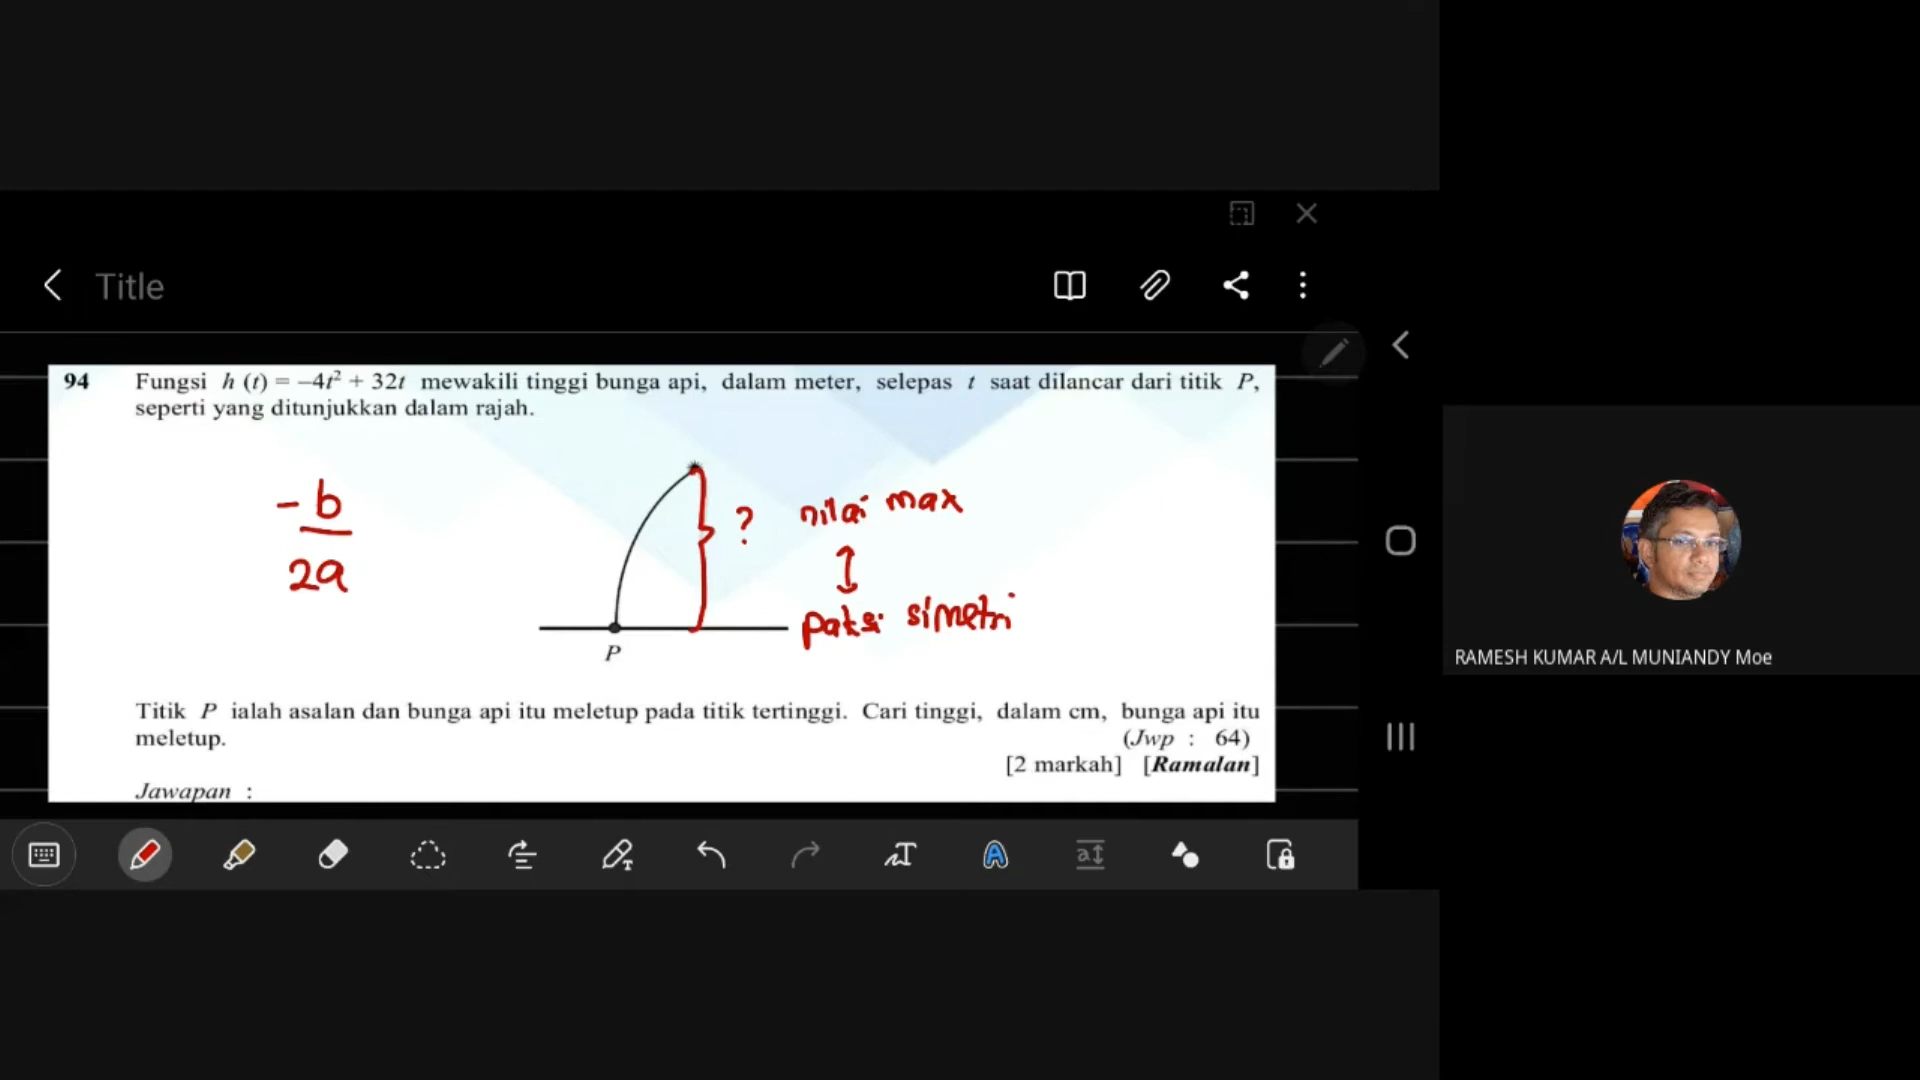 Title
94 Fungsi h (t) = –4t² + 32t mewakili tinggi bunga api, dalam meter, selepas t saat dilancar dari titik P,
seperti yang ditunjukkan dalam rajah.
-b
2a
? nilai max
paksi simetri
P
Titik P ialah asalan dan bunga api itu meletup pada titik tertinggi. Cari tinggi, dalam cm, bunga api itu
meletup. (Jwp : 64)
[2 markah] [Ramalan]
Jawapan :
RAMESH KUMAR A/L MUNIANDY Moe